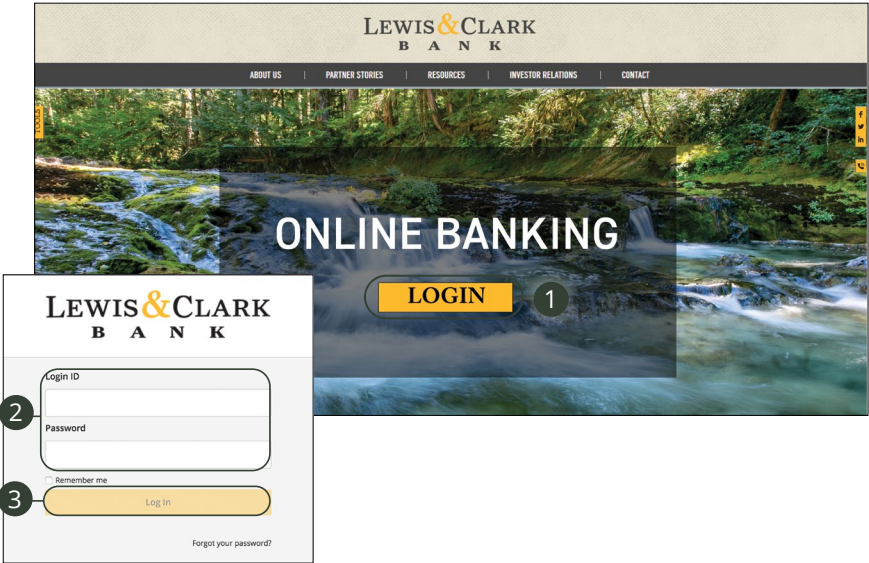 LEWIS&CLARK
BANK
ABOUT US | PARTNER STORIES | RESOURCES | INVESTOR RELATIONS | CONTACT
TOOLS
ONLINE BANKING
LOGIN
1
LEWIS&CLARK
BANK
Login ID
2
Password
Remember me
3
Log In
Forgot your password?